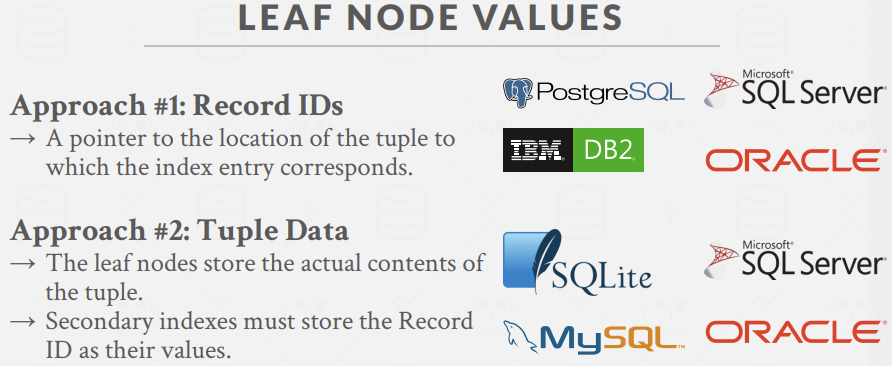 LEAF NODE VALUES
Approach #1: Record IDs
→ A pointer to the location of the tuple to
which the index entry corresponds.
PostgreSQL
Microsoft®
SQL Server®
IBM® DB2®
ORACLE®
Approach #2: Tuple Data
→ The leaf nodes store the actual contents of
the tuple.
→ Secondary indexes must store the Record
ID as their values.
SQLite
Microsoft®
SQL Server®
MySQL™
ORACLE®